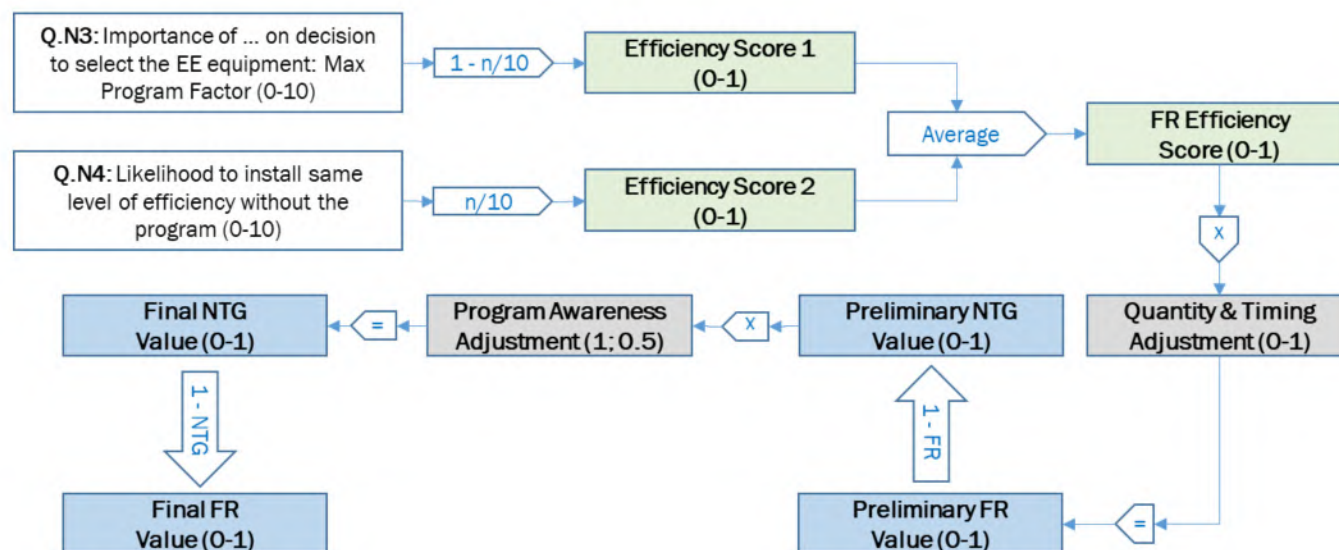 Q.N3: Importance of ... on decision
to select the EE equipment: Max
Program Factor (0-10)
1 - n/10
Efficiency Score 1
(0-1)
Average
FR Efficiency
Score (0-1)
Q.N4: Likelihood to install same
level of efficiency without the
program (0-10)
n/10
Efficiency Score 2
(0-1)
x
Quantity & Timing
Adjustment (0-1)
Final NTG
Value (0-1)
=
Program Awareness
Adjustment (1; 0.5)
x
Preliminary NTG
Value (0-1)
1 - NTG
1 - FR
Final FR
Value (0-1)
Preliminary FR
Value (0-1)
=